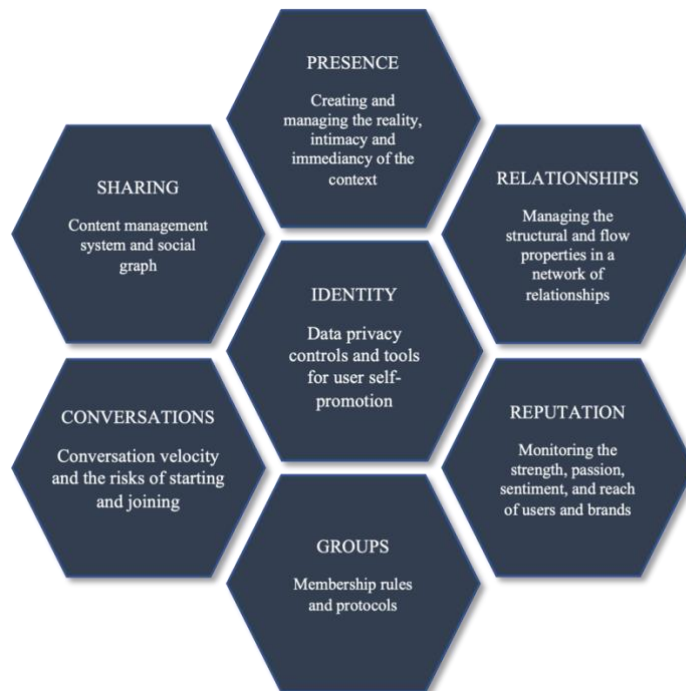 PRESENCE
Creating and
managing the reality,
intimacy and
immediancy of the
context
SHARING
Content management
system and social
graph
RELATIONSHIPS
Managing the
structural and flow
properties in a
network of
relationships
IDENTITY
Data privacy
controls and tools
for user self-
promotion
CONVERSATIONS
Conversation velocity
and the risks of starting
and joining
REPUTATION
Monitoring the
strength, passion,
sentiment, and reach
of users and brands
GROUPS
Membership rules
and protocols